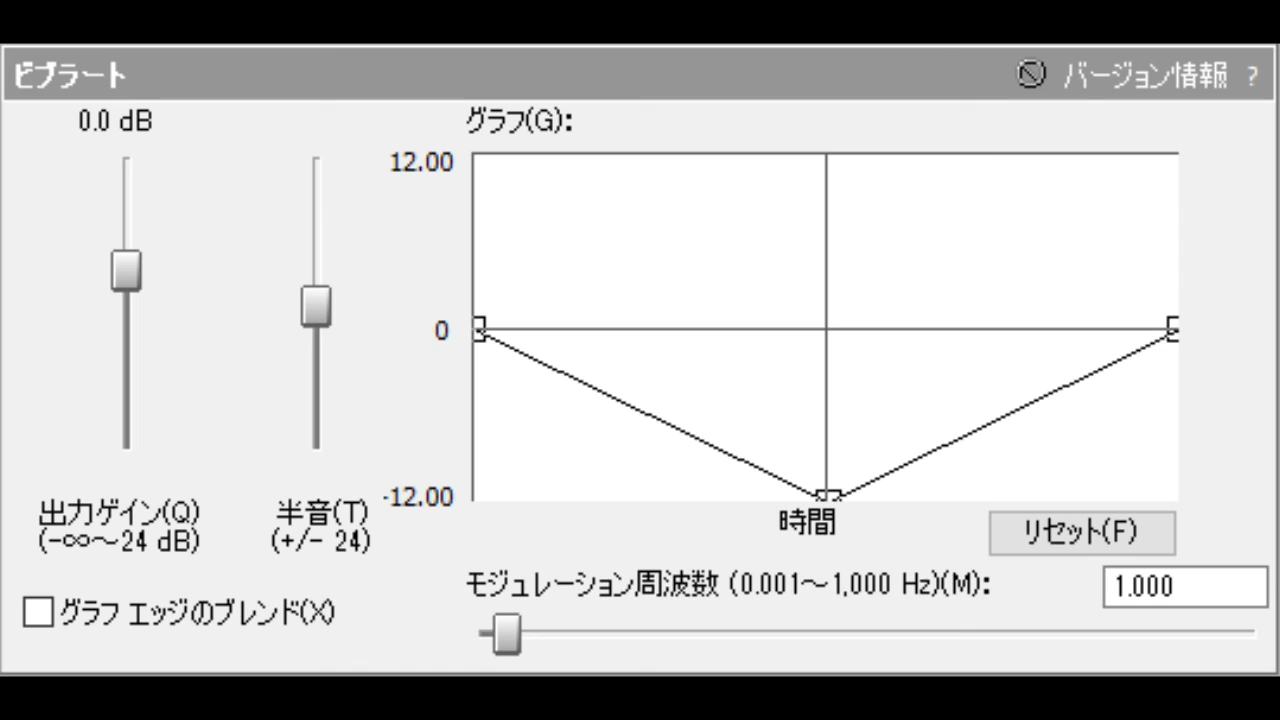 ビブラート
バージョン情報 ?
0.0 dB
グラフ(G):
12.00
0
-12.00
時間
出力ゲイン(Q)
(-∞～24 dB)
半音(T)
(+/- 24)
リセット(F)
モジュレーション周波数 (0.001～1,000 Hz)(M):
1.000
グラフ エッジのブレンド(X)